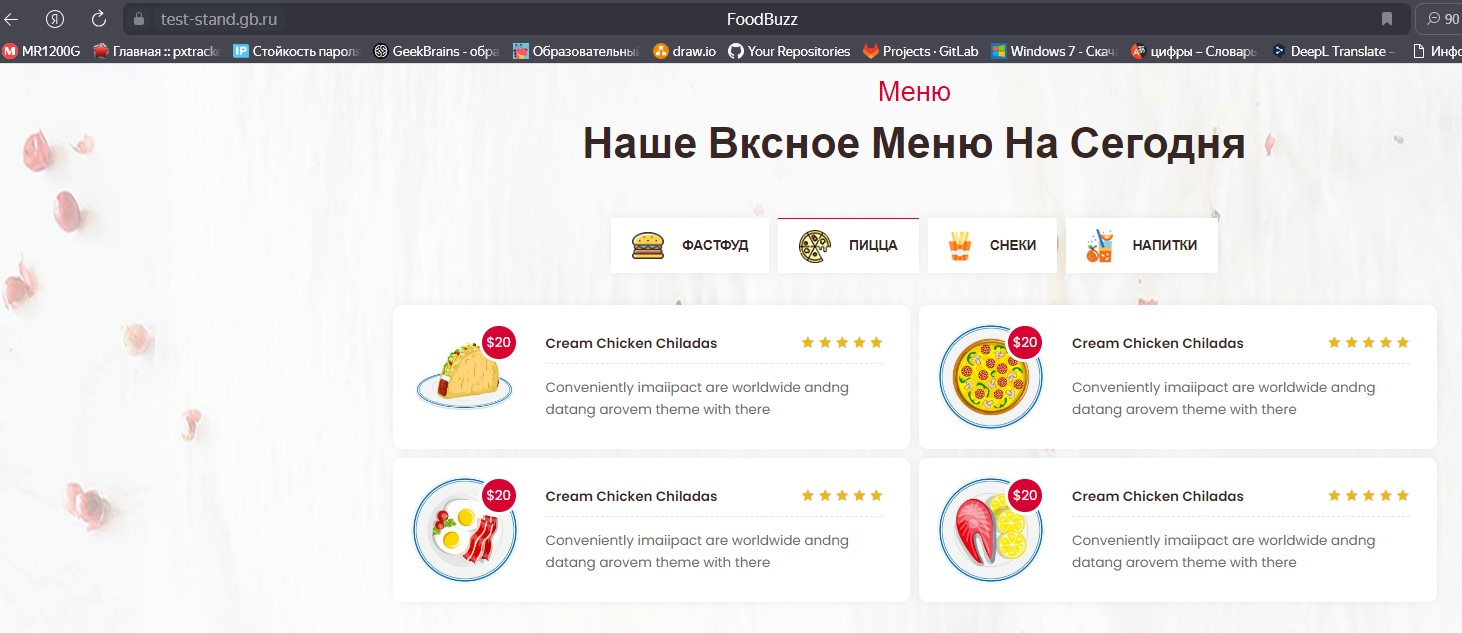 test-stand.gb.ru
FoodBuzz
90
MR1200G
Главная :: pxtrack
IP Стойкость пароля
GeekBrains - обра
Образовательны
draw.io
Your Repositories
Projects · GitLab
Windows 7 - Скач
цифры – Словарь
DeepL Translate –
Инфо
Меню
Наше Вксное Меню На Сегодня
ФАСТФУД
ПИЦЦА
СНЕКИ
НАПИТКИ
$20
Cream Chicken Chiladas
Conveniently imaiipact are worldwide andng
datang arovem theme with there
$20
Cream Chicken Chiladas
Conveniently imaiipact are worldwide andng
datang arovem theme with there
$20
Cream Chicken Chiladas
Conveniently imaiipact are worldwide andng
datang arovem theme with there
$20
Cream Chicken Chiladas
Conveniently imaiipact are worldwide andng
datang arovem theme with there